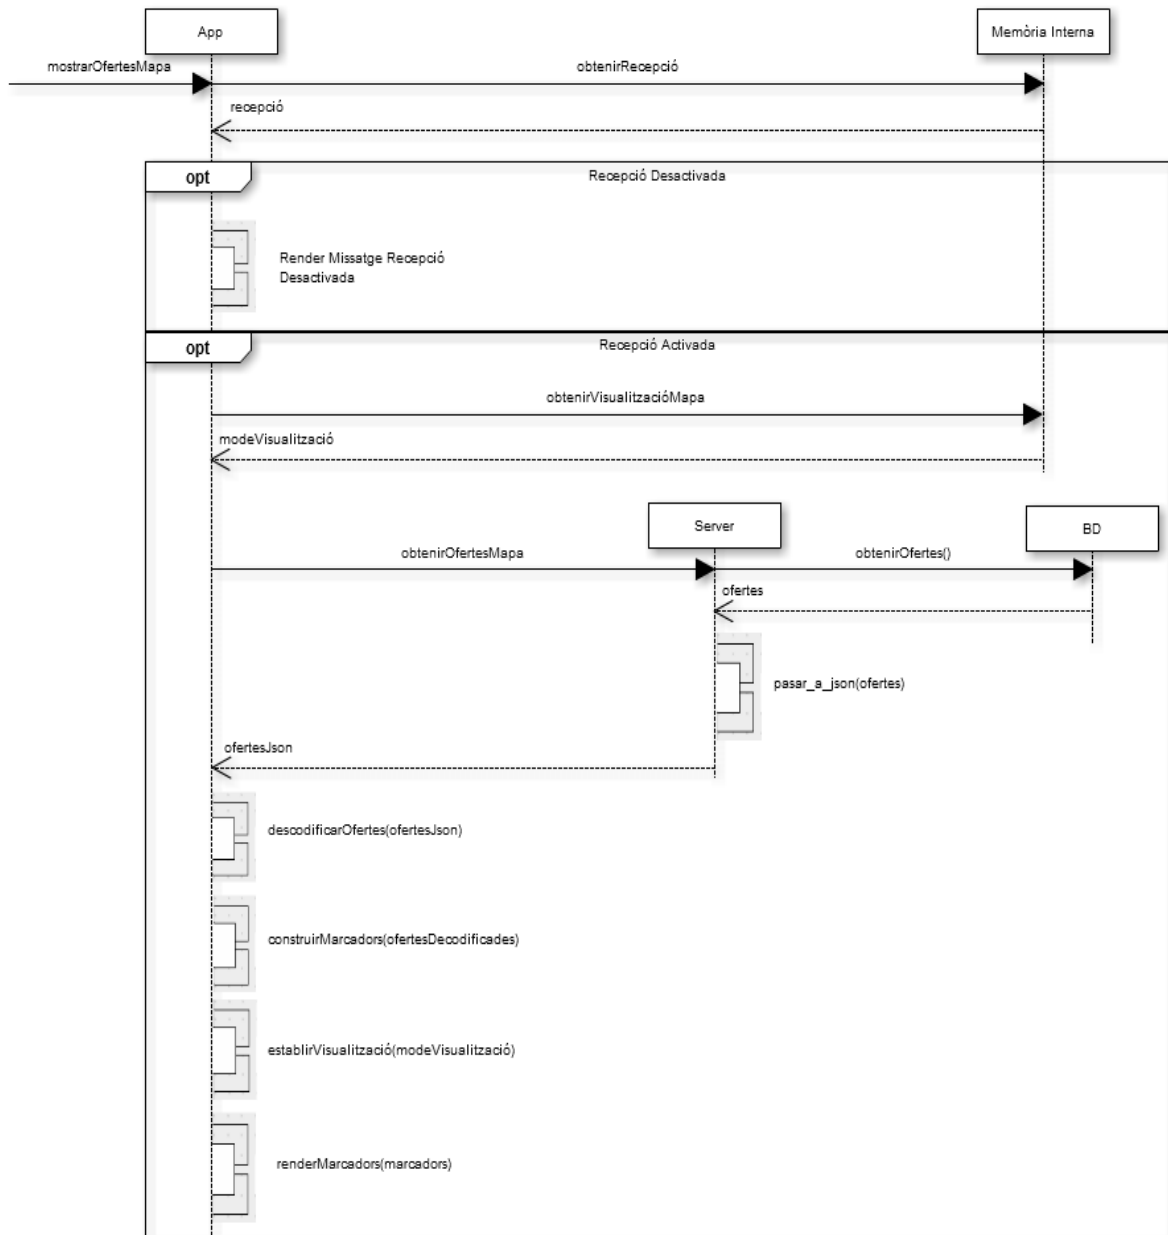 App
Memòria Interna
mostrarOfertesMapa
obtenirRecepció
recepció
opt
Recepció Desactivada
Render Missatge Recepció
Desactivada
opt
Recepció Activada
obtenirVisualitzacióMapa
modeVisualització
Server
BD
obtenirOfertesMapa
obtenirOfertes()
ofertes
pasar_a_json(ofertes)
ofertesJson
descodificarOfertes(ofertesJson)
construirMarcadors(ofertesDecodificades)
establirVisualització(modeVisualització)
renderMarcadors(marcadors)